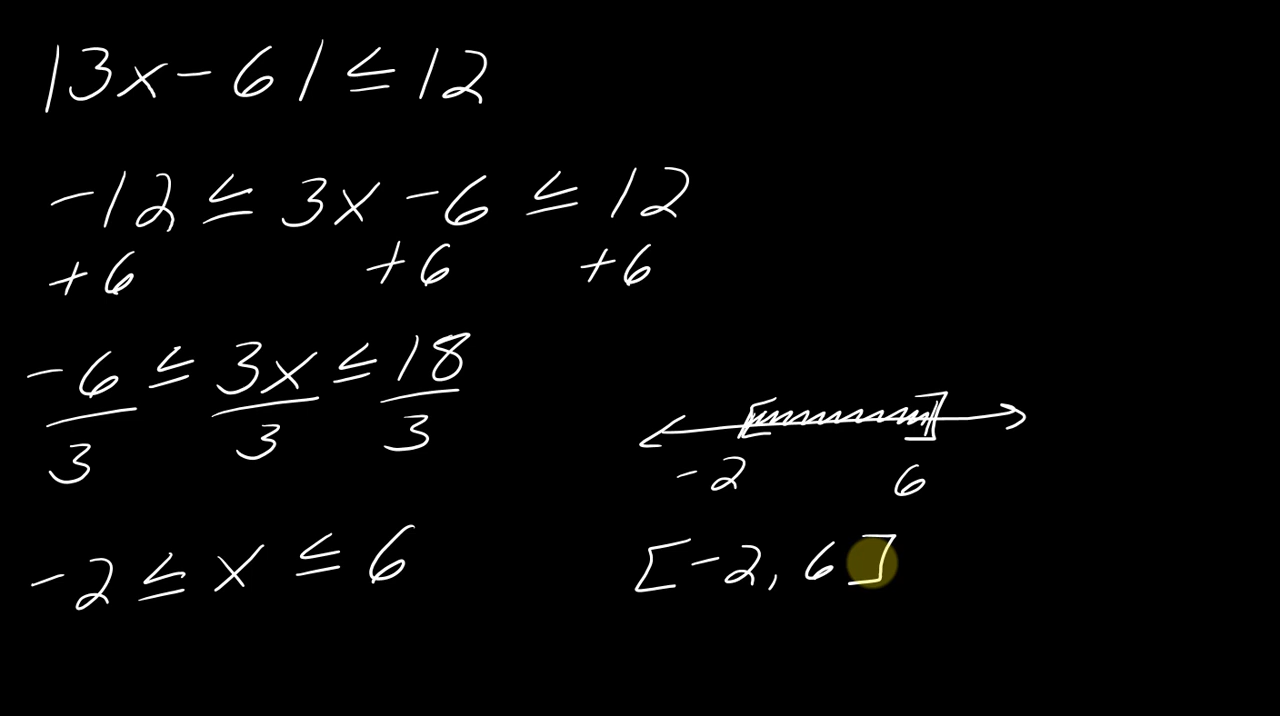 |3x-6|≤12
-12≤3x-6≤12
+6 +6 +6
-6≤3x≤18
3 3 3
-2 6
-2≤x≤6
[-2,6]